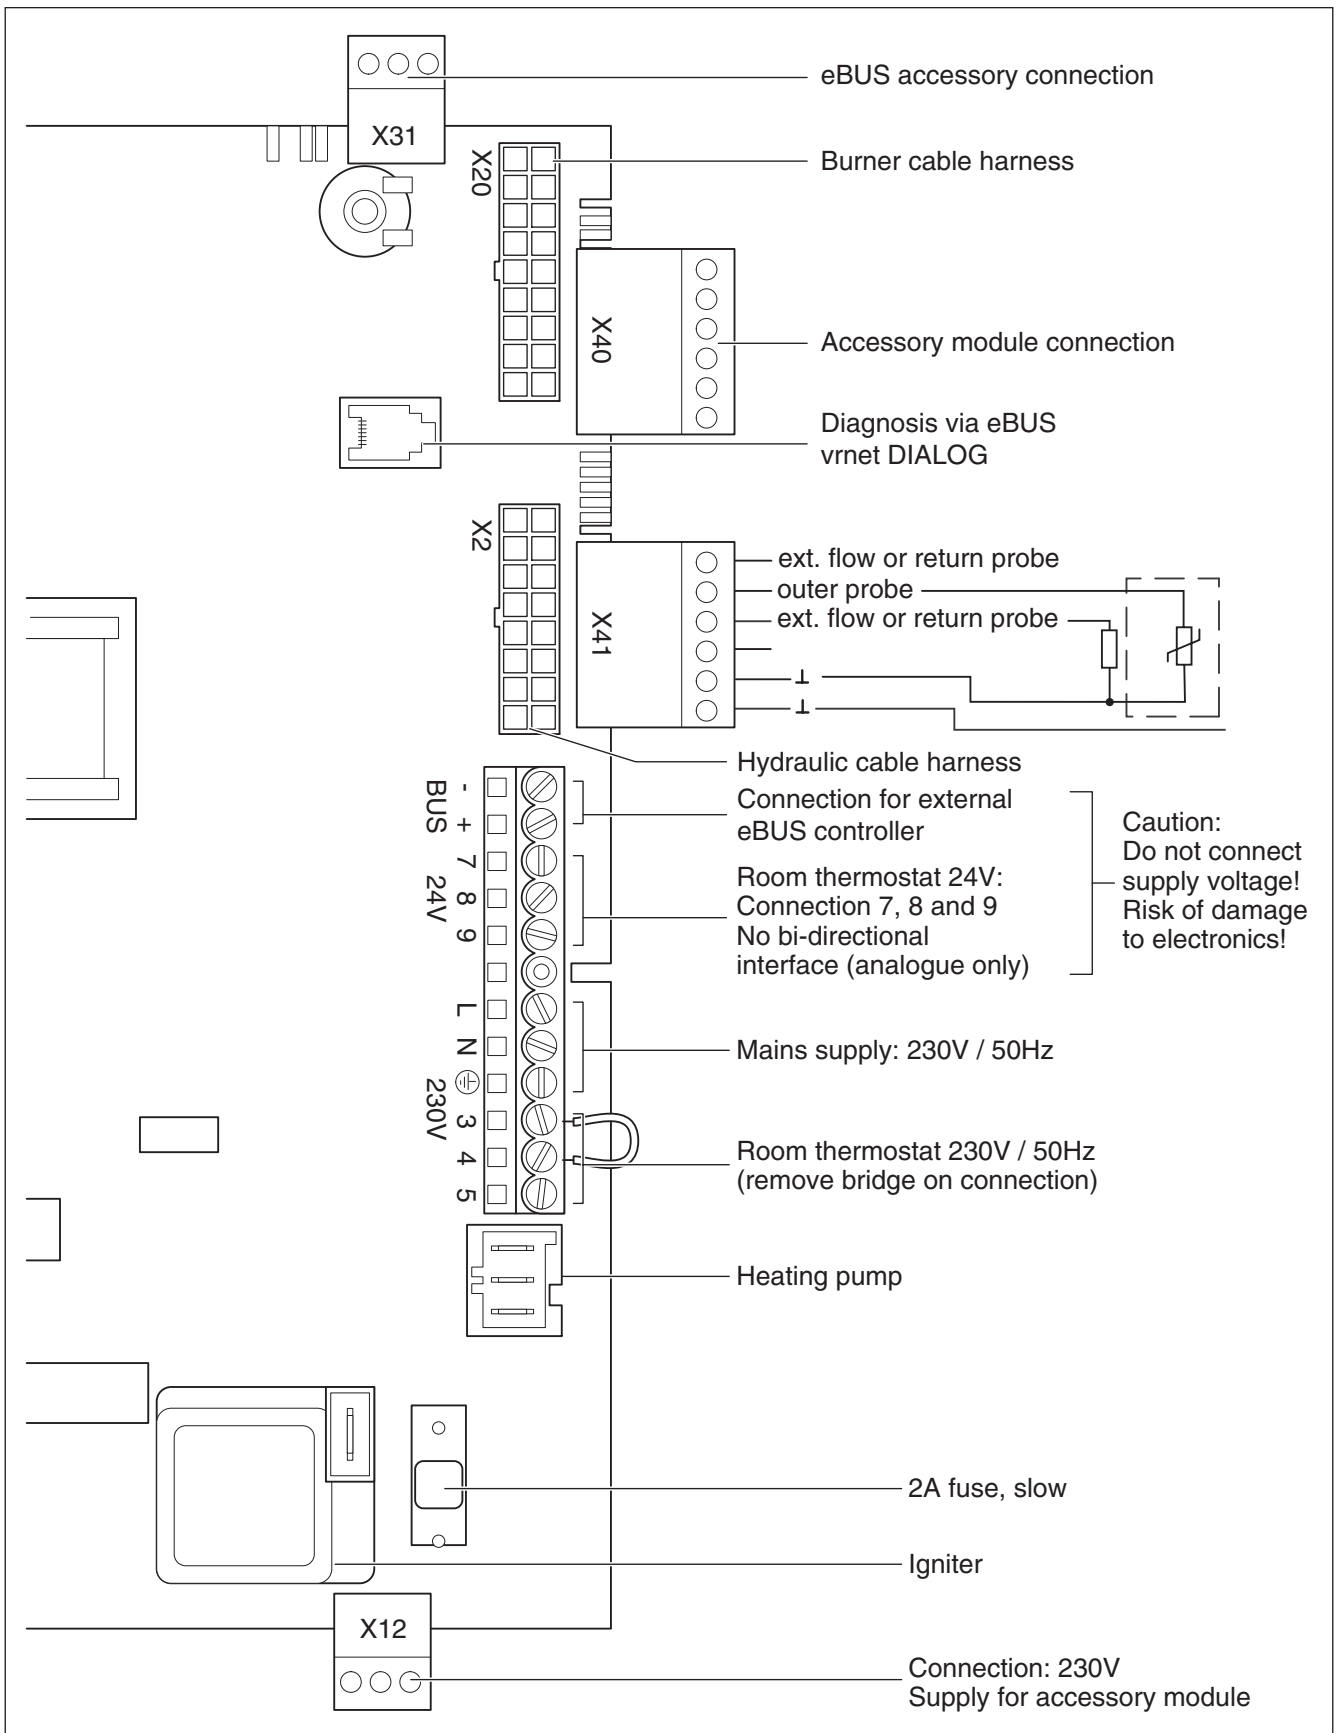 eBUS accessory connection
X31
X20
Burner cable harness
X40
Accessory module connection
Diagnosis via eBUS
vrnet DIALOG
X2
X41
ext. flow or return probe
outer probe
ext. flow or return probe
Hydraulic cable harness
BUS
-
+
Connection for external
eBUS controller
24V
7
8
9
Room thermostat 24V:
Connection 7, 8 and 9
No bi-directional
interface (analogue only)
Caution:
Do not connect
supply voltage!
Risk of damage
to electronics!
L
N
Mains supply: 230V / 50Hz
230V
3
4
5
Room thermostat 230V / 50Hz
(remove bridge on connection)
Heating pump
2A fuse, slow
Igniter
X12
Connection: 230V
Supply for accessory module